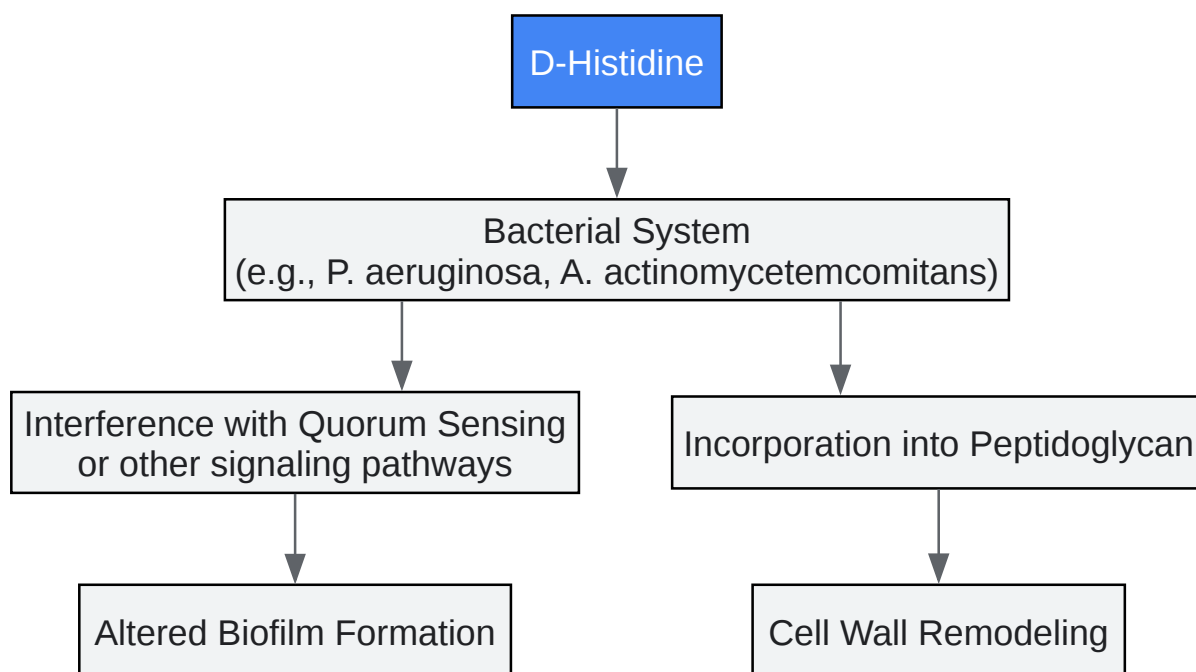 D-Histidine
Bacterial System
(e.g., P. aeruginosa, A. actinomycetemcomitans)
Interference with Quorum Sensing
or other signaling pathways
Incorporation into Peptidoglycan
Altered Biofilm Formation
Cell Wall Remodeling